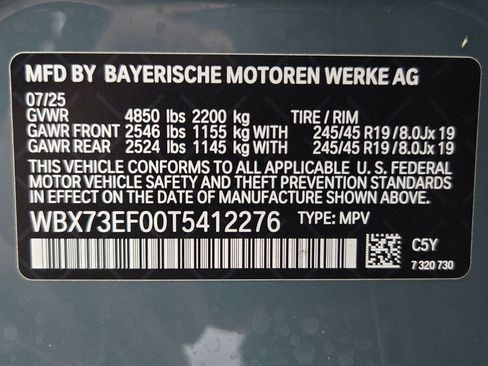 MFD BY BAYERISCHE MOTOREN WERKE AG
07/25
GVWR 4850 lbs 2200 kg TIRE / RIM
GAWR FRONT 2546 lbs 1155 kg WITH 245/45 R19 / 8.0Jx 19
GAWR REAR 2524 lbs 1145 kg WITH 245/45 R19 / 8.0Jx 19
THIS VEHICLE CONFORMS TO ALL APPLICABLE U. S. FEDERAL
MOTOR VEHICLE SAFETY AND THEFT PREVENTION STANDARDS
IN EFFECT ON THE DATE OF MANUFACTURE SHOWN ABOVE.
WBX73EF00T5412276 TYPE: MPV
C5Y
7 320 730